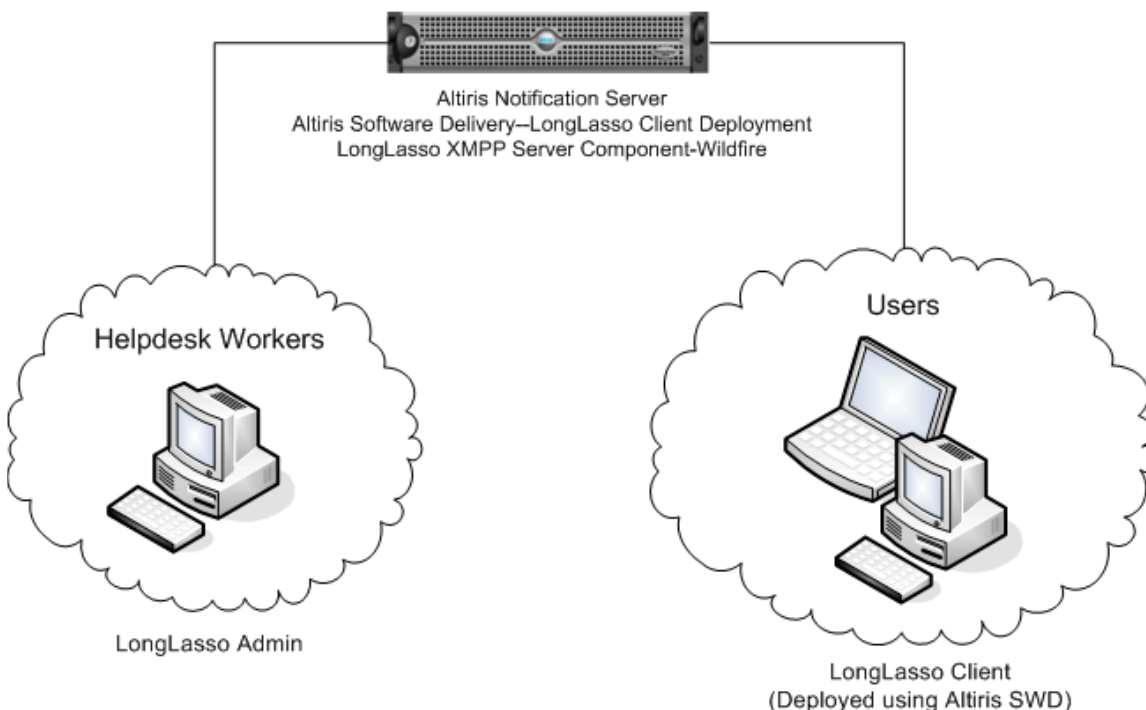 Altiris Notification Server
Altiris Software Delivery--LongLasso Client Deployment
LongLasso XMPP Server Component-Wildfire
Helpdesk Workers
LongLasso Admin
Users
LongLasso Client
(Deployed using Altiris SWD)